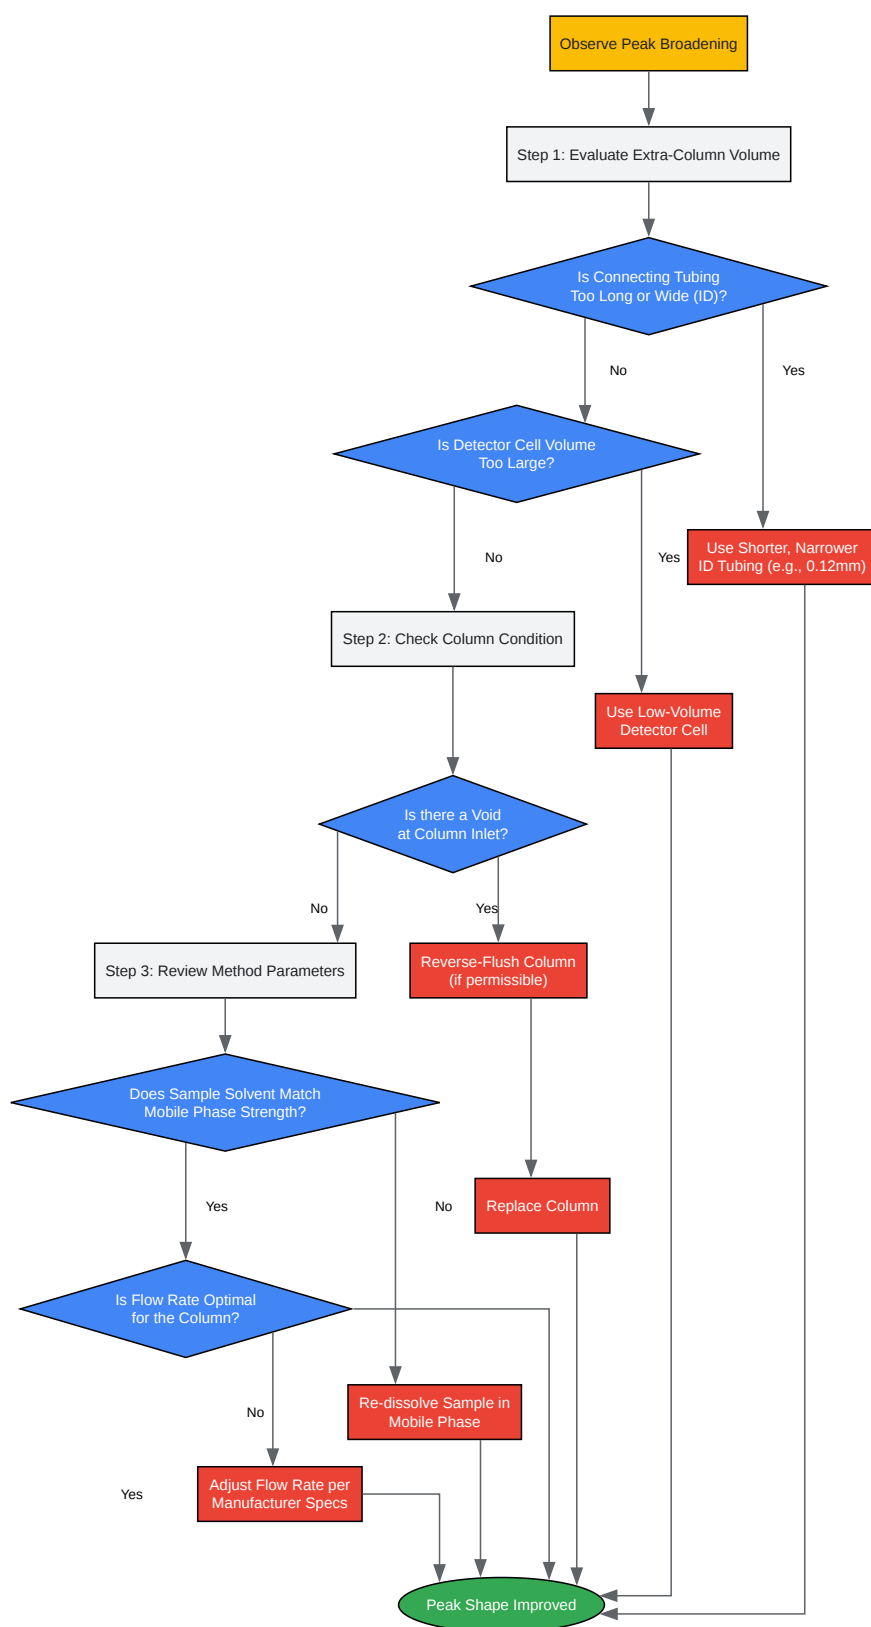 Observe Peak Broadening
Step 1: Evaluate Extra-Column Volume
Is Connecting Tubing
Too Long or Wide (ID)?
No
Yes
Is Detector Cell Volume
Too Large?
No
Yes
Use Shorter, Narrower
ID Tubing (e.g., 0.12mm)
Step 2: Check Column Condition
Use Low-Volume
Detector Cell
Is there a Void
at Column Inlet?
No
Yes
Step 3: Review Method Parameters
Reverse-Flush Column
(if permissible)
Does Sample Solvent Match
Mobile Phase Strength?
Yes
No
Replace Column
Is Flow Rate Optimal
for the Column?
No
Re-dissolve Sample in
Mobile Phase
Yes
Adjust Flow Rate per
Manufacturer Specs
Peak Shape Improved